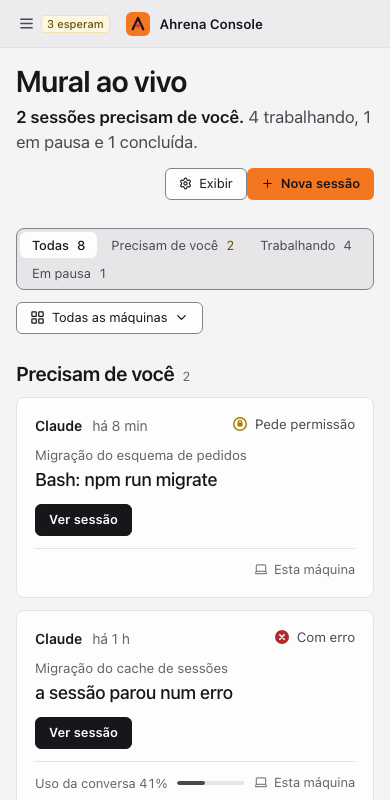 3 esperam
Ahrena Console
Mural ao vivo
2 sessões precisam de você. 4 trabalhando, 1
em pausa e 1 concluída.
Exibir
+ Nova sessão
Todas 8
Precisam de você 2
Trabalhando 4
Em pausa 1
Todas as máquinas
Precisam de você 2
Claude há 8 min
Pede permissão
Migração do esquema de pedidos
Bash: npm run migrate
Ver sessão
Esta máquina
Claude há 1 h
Com erro
Migração do cache de sessões
a sessão parou num erro
Ver sessão
Uso da conversa 41%
Esta máquina